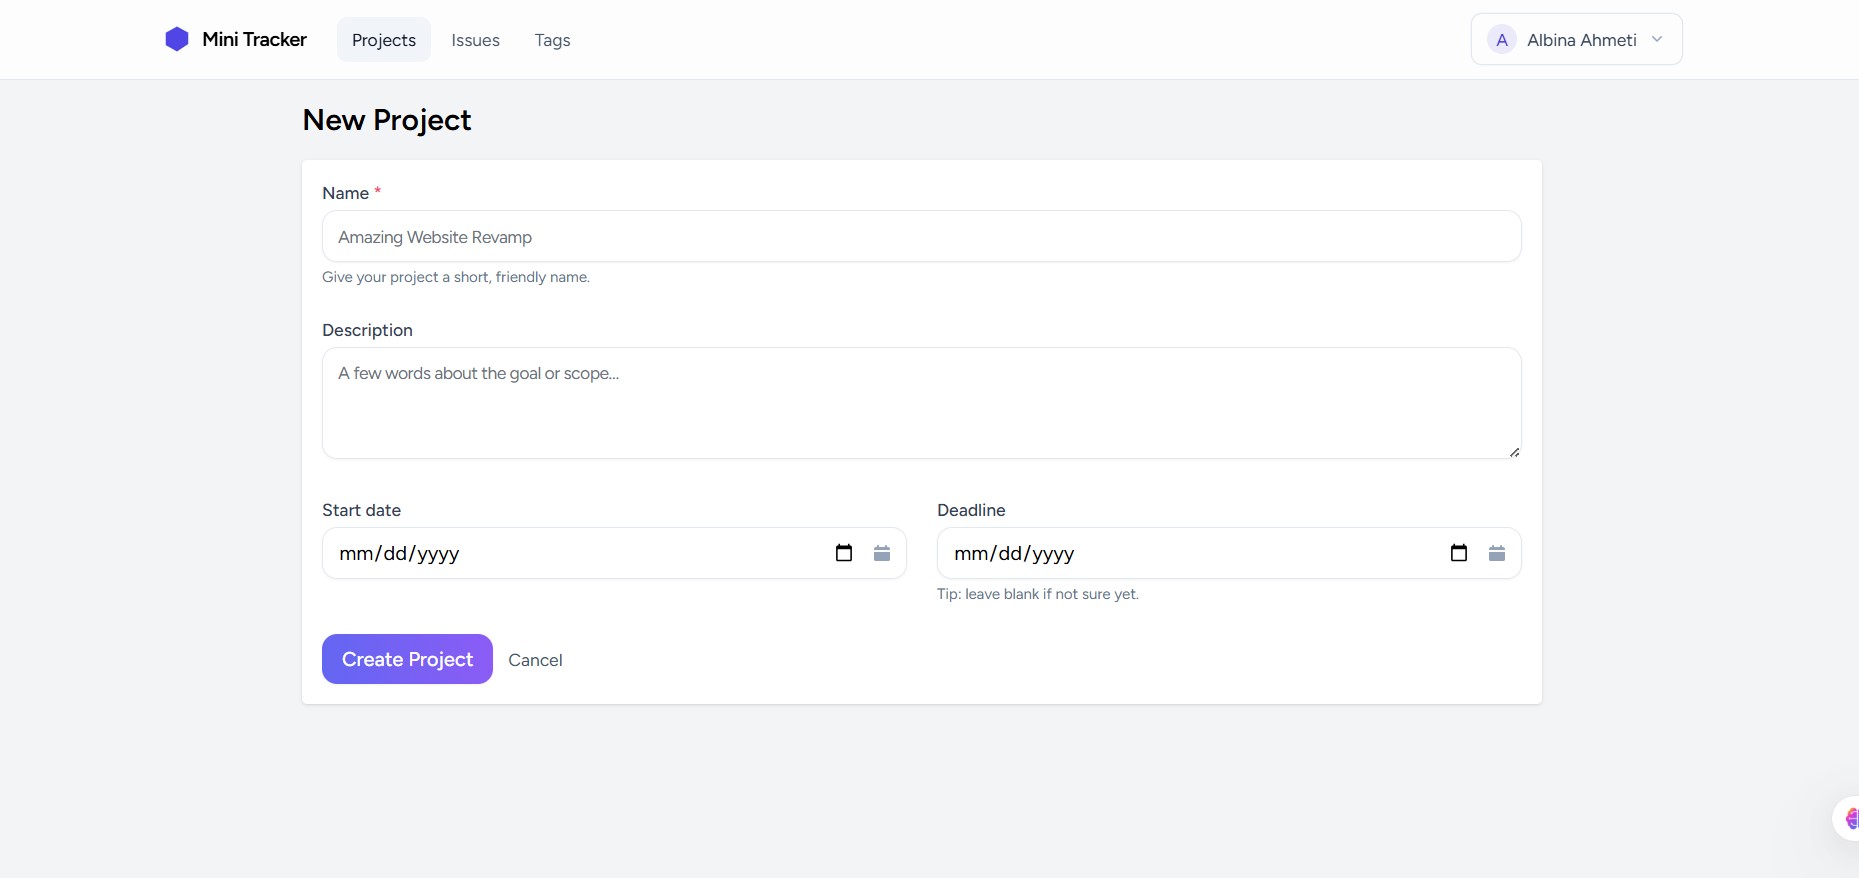 Mini Tracker Projects Issues Tags A Albina Ahmeti
New Project
Name *
Amazing Website Revamp
Give your project a short, friendly name.
Description
A few words about the goal or scope...
Start date Deadline
mm/dd/yyyy mm/dd/yyyy
Tip: leave blank if not sure yet.
Create Project Cancel